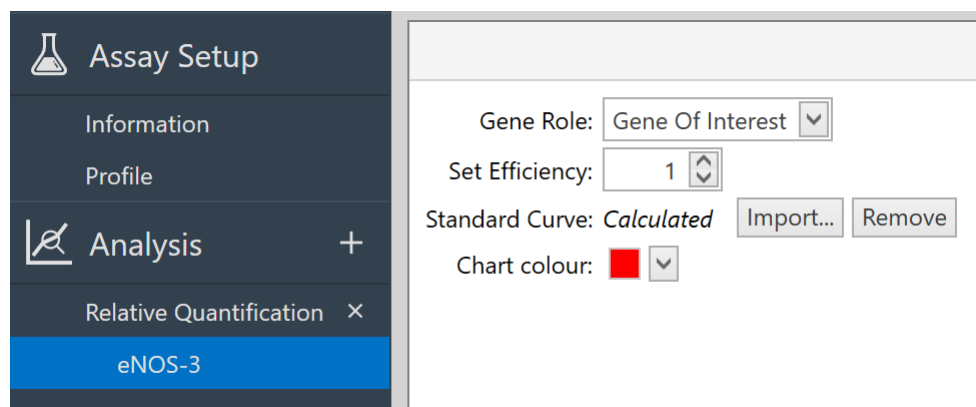 Assay Setup
Information
Profile
Analysis +
Relative Quantification ×
eNOS-3
Gene Role: Gene Of Interest
Set Efficiency: 1
Standard Curve: Calculated Import... Remove
Chart colour: